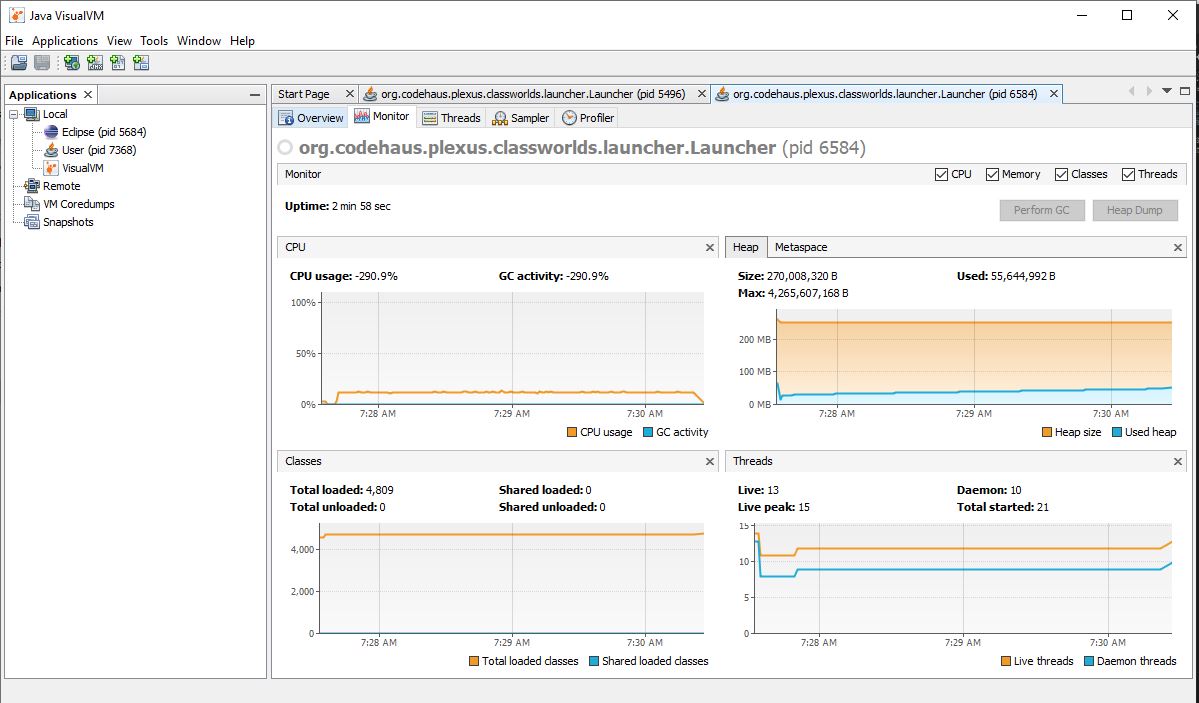 Java VisualVM
File Applications View Tools Window Help
Applications
Local
Eclipse (pid 5684)
User (pid 7368)
VisualVM
Remote
VM Coredumps
Snapshots
Start Page org.codehaus.plexus.classworlds.launcher.Launcher (pid 5496) org.codehaus.plexus.classworlds.launcher.Launcher (pid 6584)
Overview Monitor Threads Sampler Profiler
org.codehaus.plexus.classworlds.launcher.Launcher (pid 6584)
Monitor CPU Memory Classes Threads
Uptime: 2 min 58 sec Perform GC Heap Dump
CPU
CPU usage: -290.9% GC activity: -290.9%
100%
50%
0%
7:28 AM 7:29 AM 7:30 AM
CPU usage GC activity
Heap Metaspace
Size: 270,008,320 B Used: 55,644,992 B
Max: 4,265,607,168 B
200 MB
100 MB
0 MB
7:28 AM 7:29 AM 7:30 AM
Heap size Used heap
Classes
Total loaded: 4,809 Shared loaded: 0
Total unloaded: 0 Shared unloaded: 0
4,000
2,000
0
7:28 AM 7:29 AM 7:30 AM
Total loaded classes Shared loaded classes
Threads
Live: 13 Daemon: 10
Live peak: 15 Total started: 21
15
10
5
0
7:28 AM 7:29 AM 7:30 AM
Live threads Daemon threads